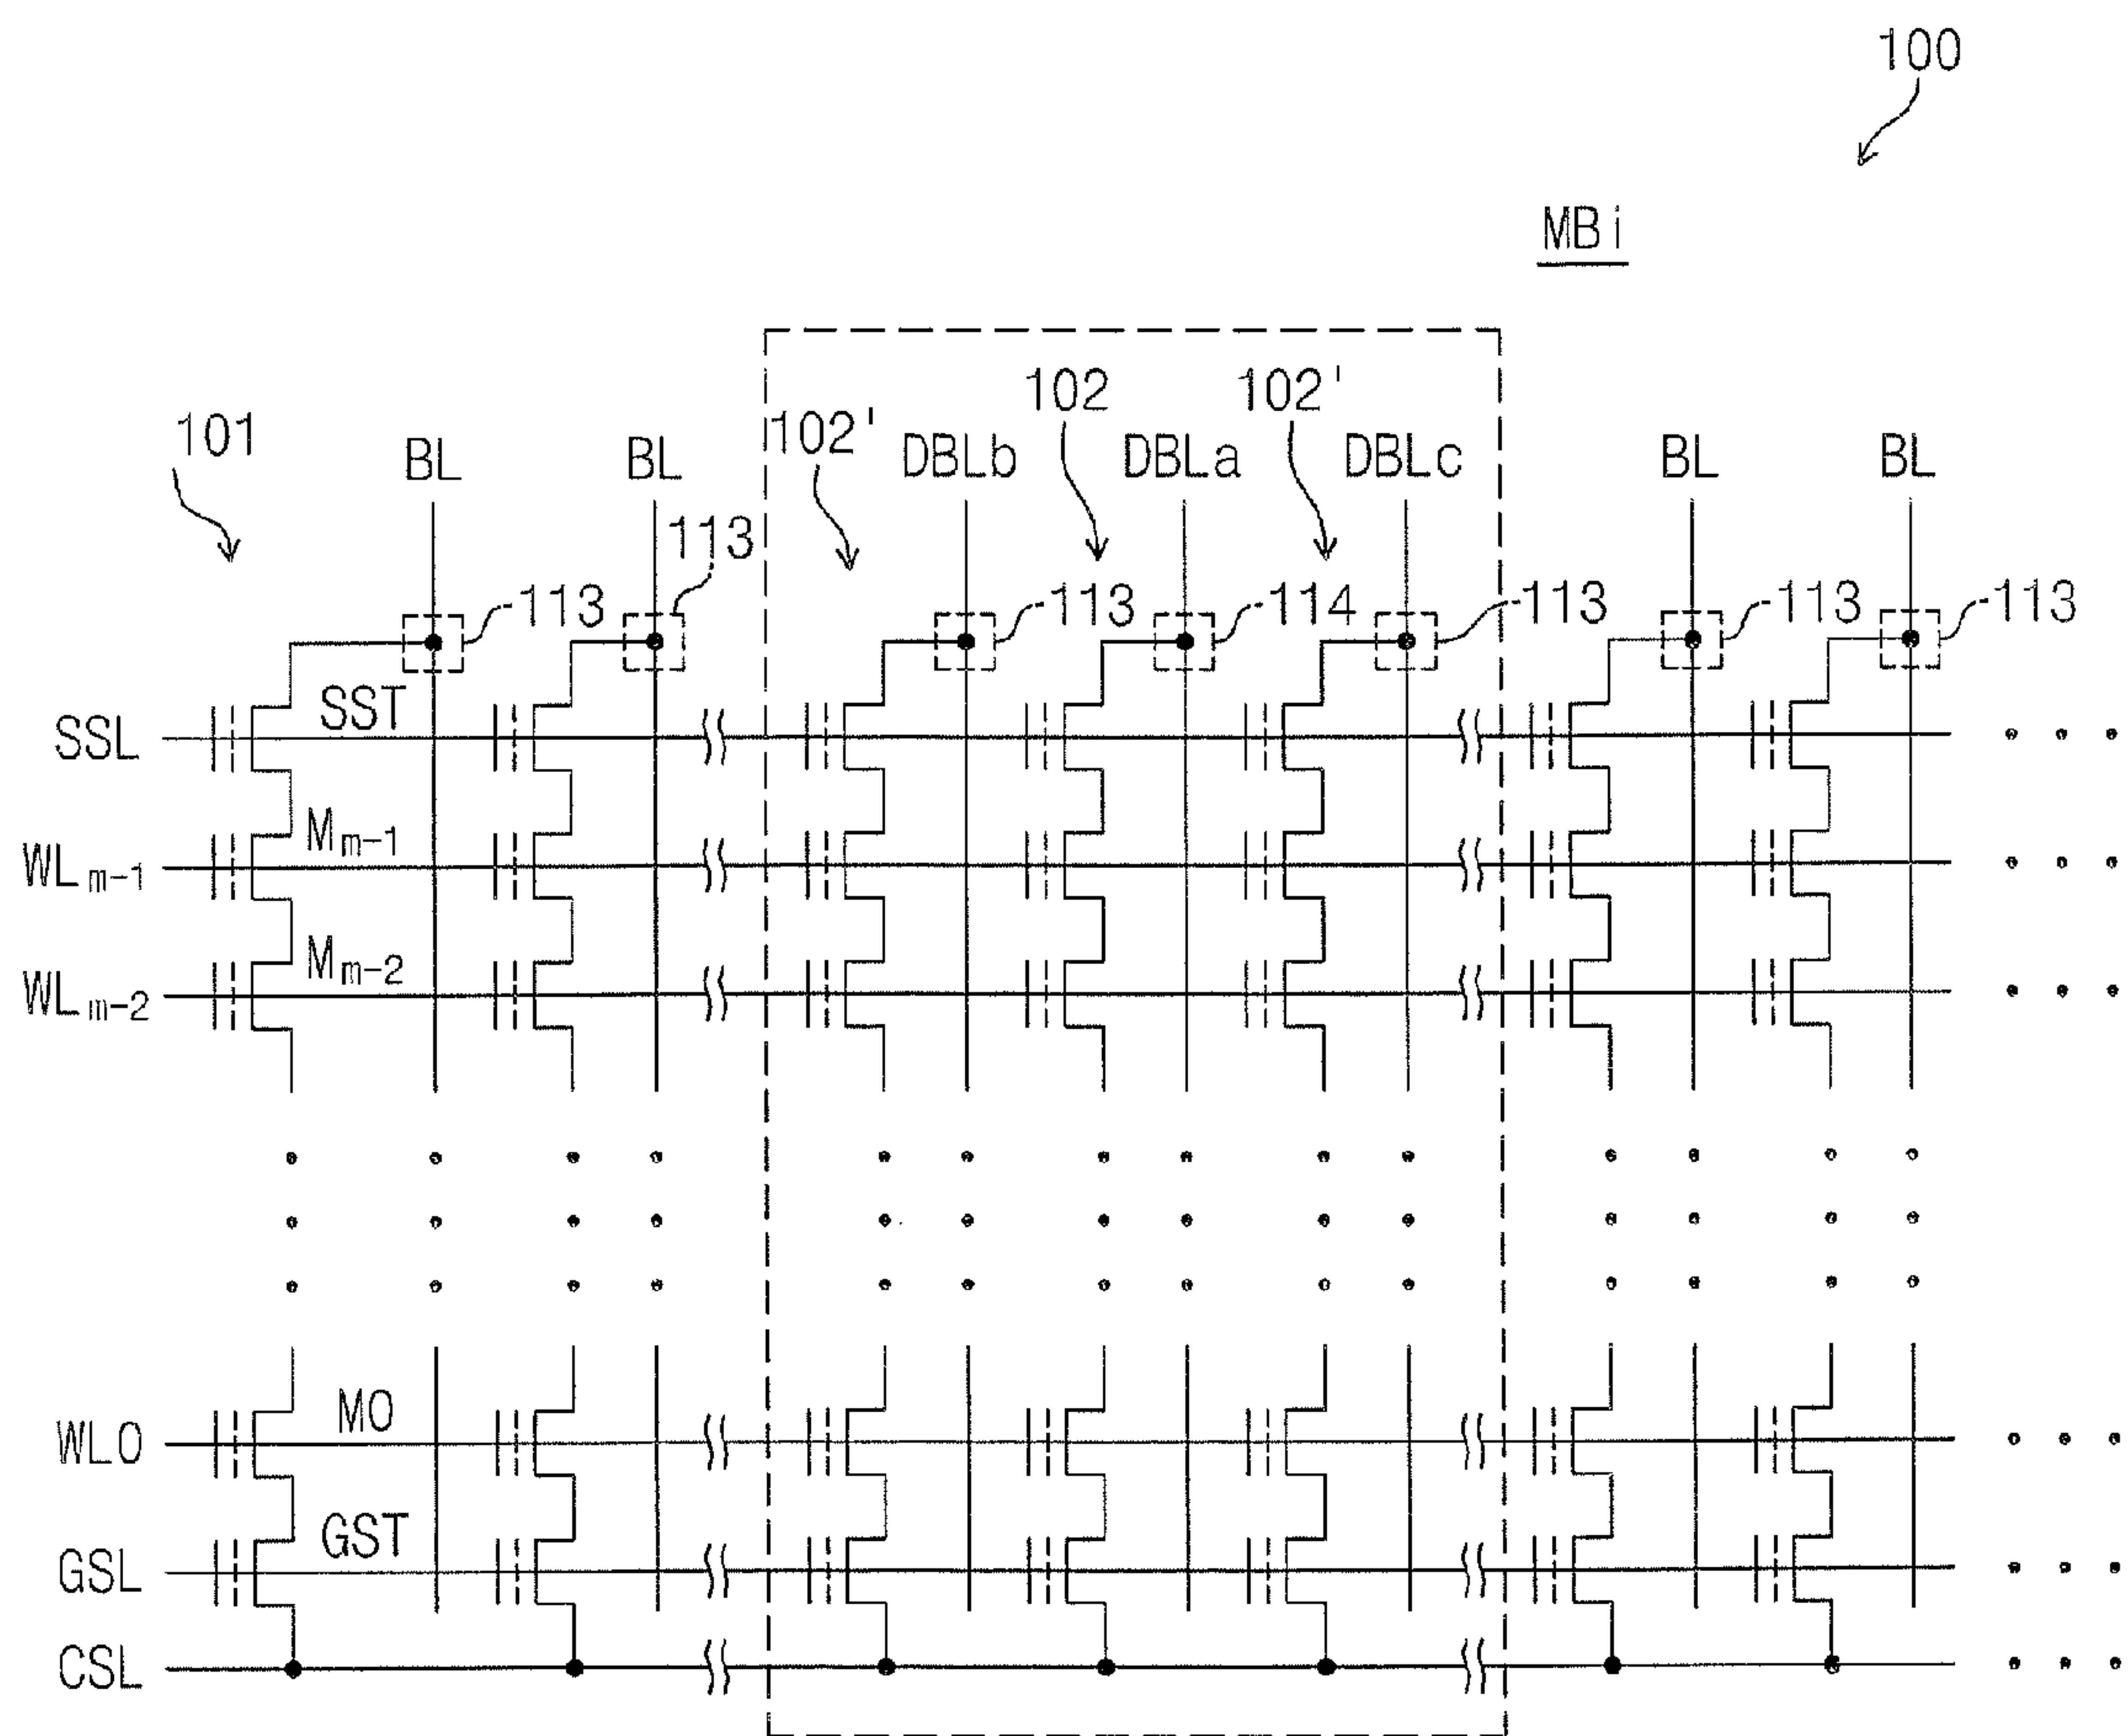 100
MBi
101 BL BL 102' DBLb 102 DBLa 102' DBLc BL BL
113 113 113 114 113 113 113
SSL SST
WLm-1 Mm-1
WLm-2 Mm-2
WL0 M0
GSL GST
CSL